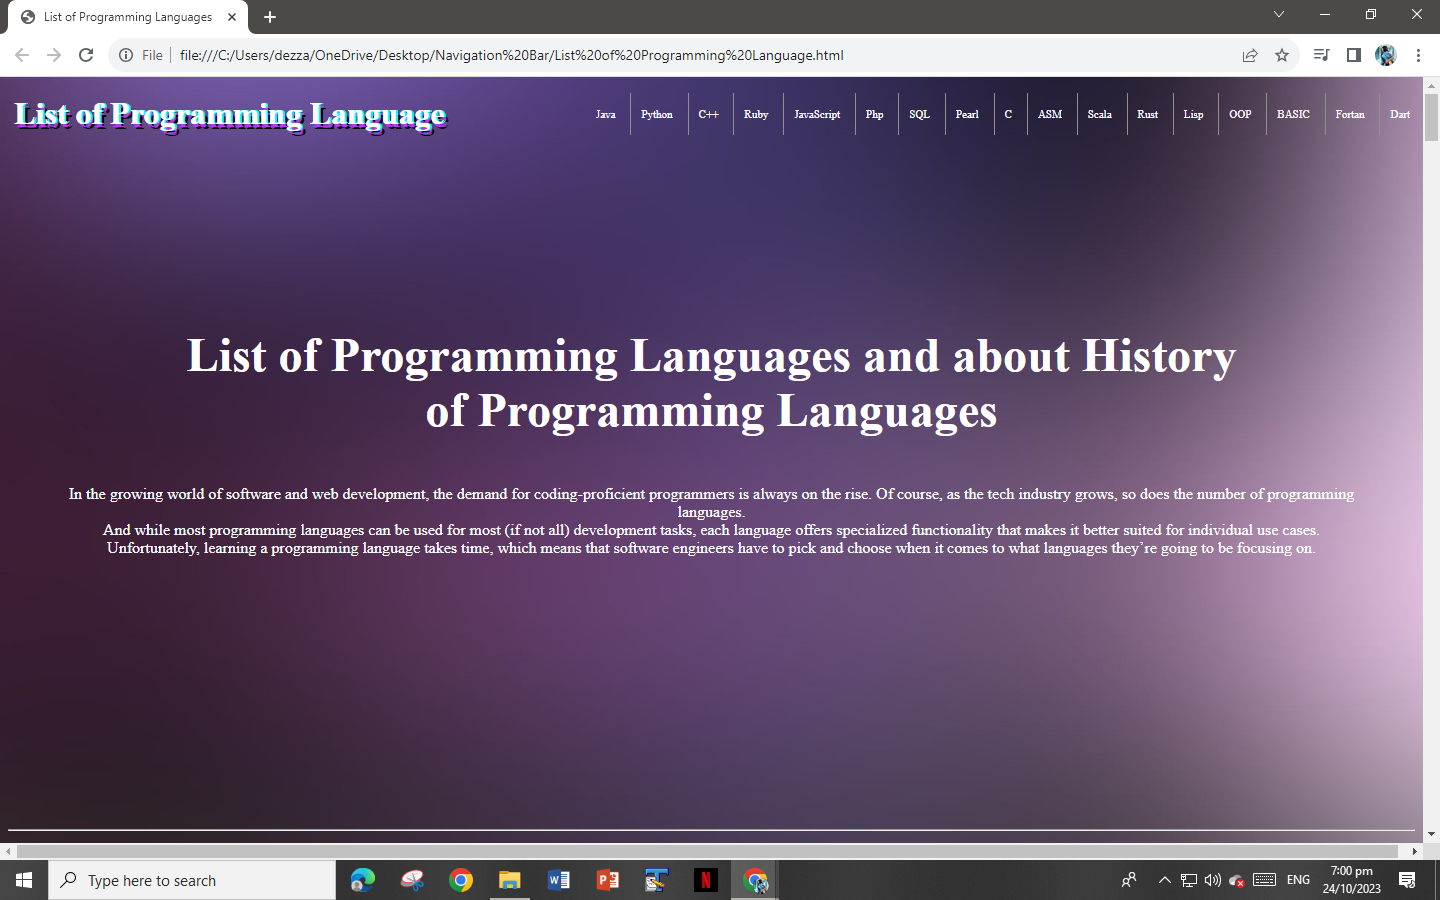 List of Programming Languages
File
file:///C:/Users/dezza/OneDrive/Desktop/Navigation%20Bar/List%20of%20Programming%20Language.html
List of Programming Language
Java Python C++ Ruby JavaScript Php SQL Pearl C ASM Scala Rust Lisp OOP BASIC Fortan Dart
List of Programming Languages and about History
of Programming Languages
In the growing world of software and web development, the demand for coding-proficient programmers is always on the rise. Of course, as the tech industry grows, so does the number of programming
languages.
And while most programming languages can be used for most (if not all) development tasks, each language offers specialized functionality that makes it better suited for individual use cases.
Unfortunately, learning a programming language takes time, which means that software engineers have to pick and choose when it comes to what languages they’re going to be focusing on.
Type here to search
ENG
7:00 pm
24/10/2023